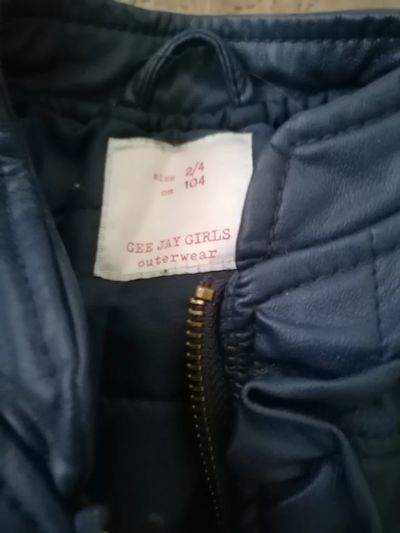 size 2/4
cm 104
GEE JAY GIRLS
outerwear